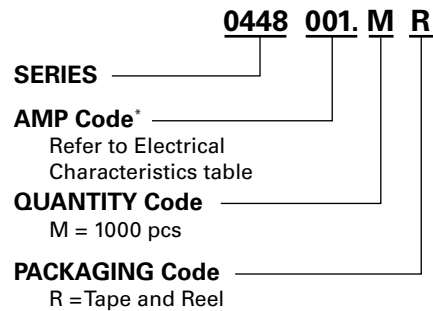 0448 001. M R
SERIES
AMP Code*
Refer to Electrical
Characteristics table
QUANTITY Code
M = 1000 pcs
PACKAGING Code
R = Tape and Reel